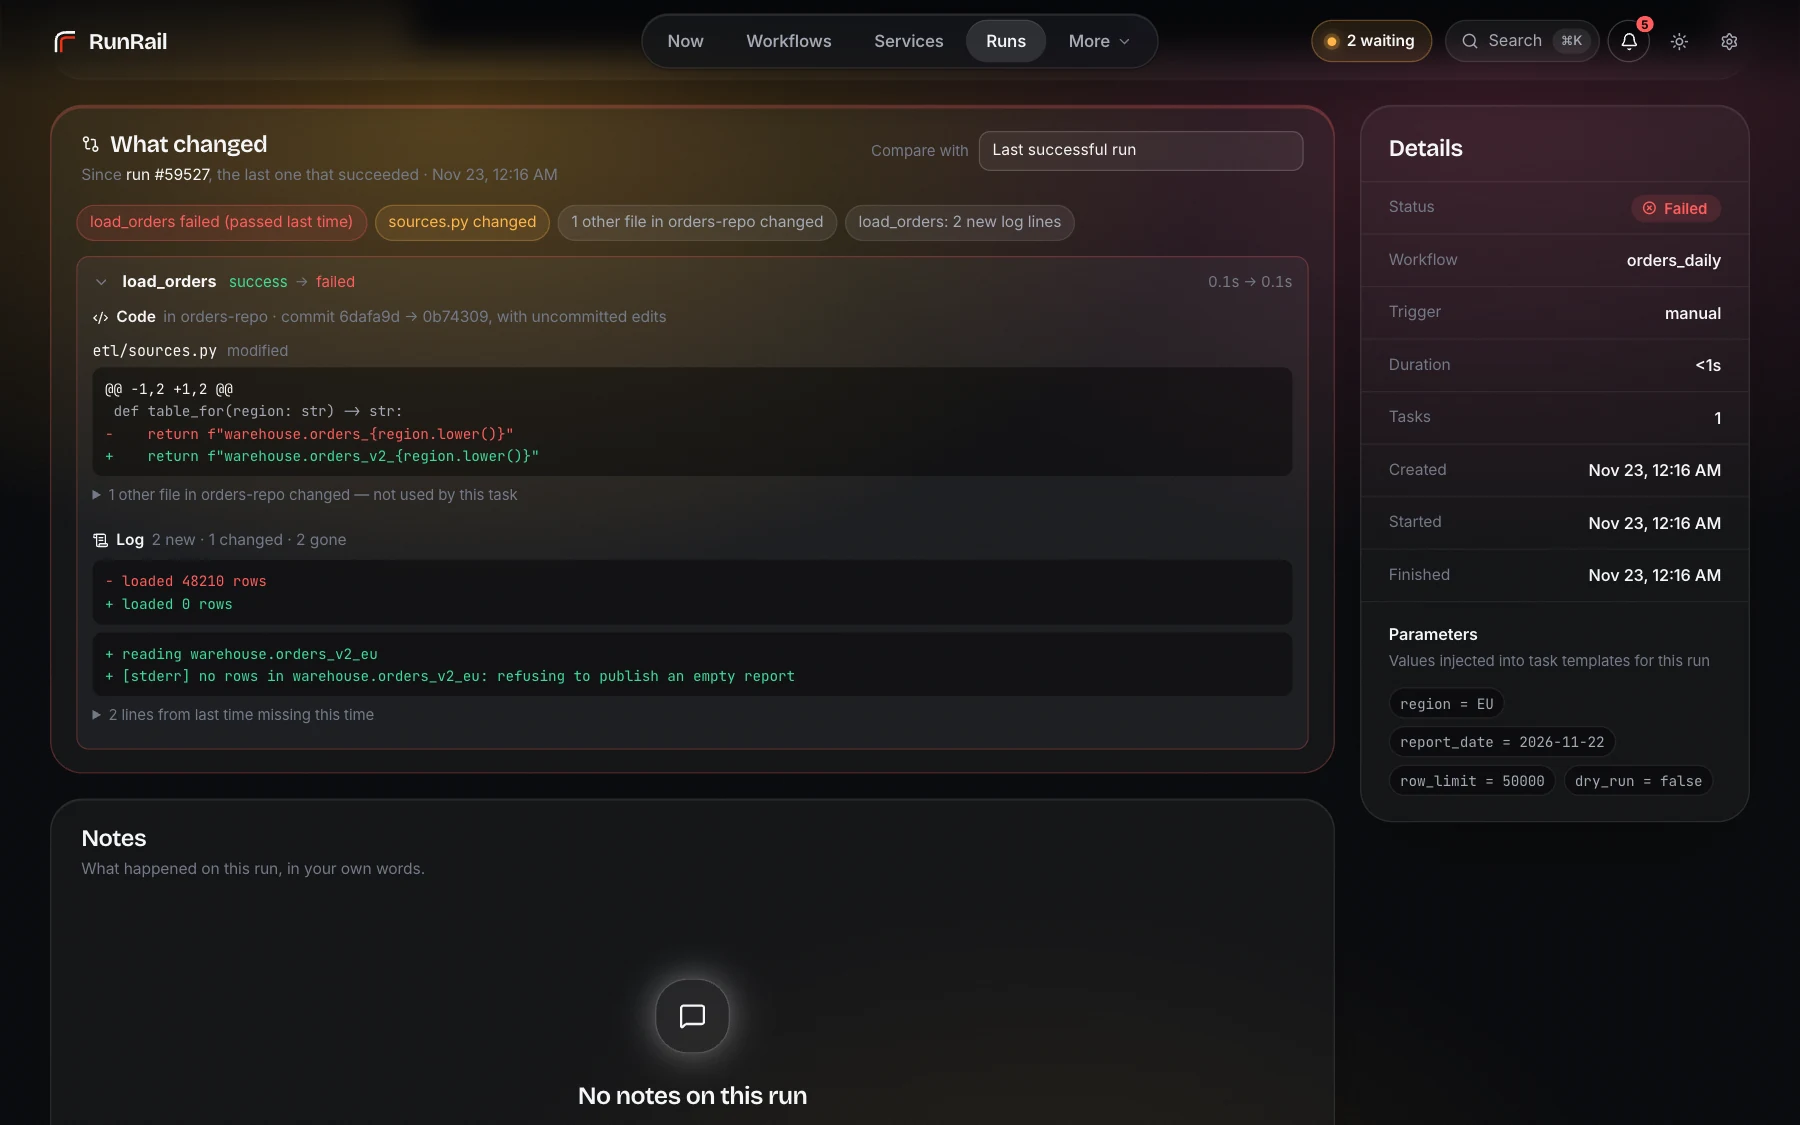 RunRail
Now
Workflows
Services
Runs
More
2 waiting
Search
⌘K
5
What changed
Since run #59527, the last one that succeeded · Nov 23, 12:16 AM
Compare with
Last successful run
load_orders failed (passed last time)
sources.py changed
1 other file in orders-repo changed
load_orders: 2 new log lines
load_orders success → failed
0.1s → 0.1s
Code in orders-repo · commit 6dafa9d → 0b74309, with uncommitted edits
etl/sources.py modified
@@ -1,2 +1,2 @@
def table_for(region: str) -> str:
-    return f"warehouse.orders_{region.lower()}"
+    return f"warehouse.orders_v2_{region.lower()}"
1 other file in orders-repo changed — not used by this task
Log 2 new · 1 changed · 2 gone
- loaded 48210 rows
+ loaded 0 rows
+ reading warehouse.orders_v2_eu
+ [stderr] no rows in warehouse.orders_v2_eu: refusing to publish an empty report
2 lines from last time missing this time
Notes
What happened on this run, in your own words.
No notes on this run
Details
Status
Failed
Workflow
orders_daily
Trigger
manual
Duration
<1s
Tasks
1
Created
Nov 23, 12:16 AM
Started
Nov 23, 12:16 AM
Finished
Nov 23, 12:16 AM
Parameters
Values injected into task templates for this run
region = EU
report_date = 2026-11-22
row_limit = 50000
dry_run = false